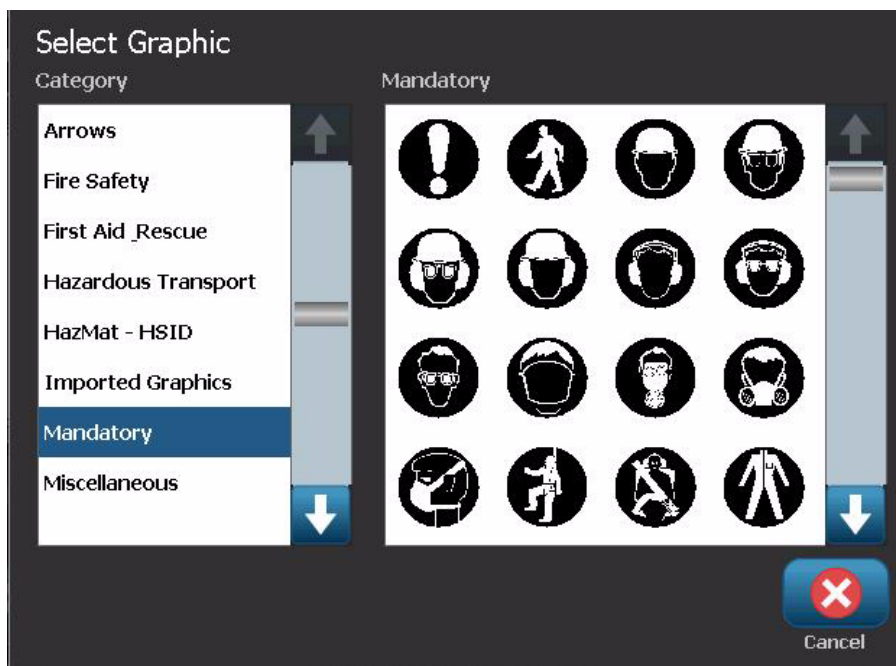 Select Graphic
Category
Mandatory
Arrows
Fire Safety
First Aid _Rescue
Hazardous Transport
HazMat - HSID
Imported Graphics
Mandatory
Miscellaneous
Cancel